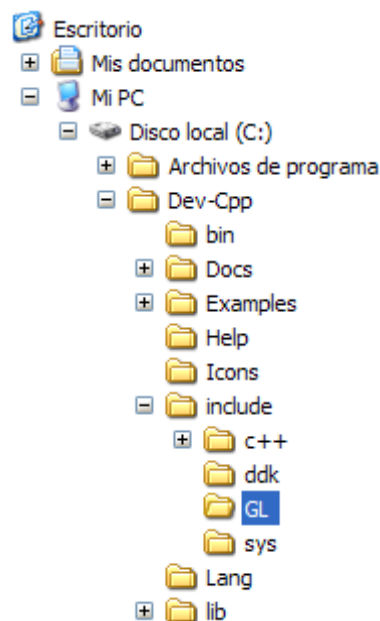 Escritorio
Mis documentos
Mi PC
Disco local (C:)
Archivos de programa
Dev-Cpp
bin
Docs
Examples
Help
Icons
include
c++
ddk
GL
sys
Lang
lib